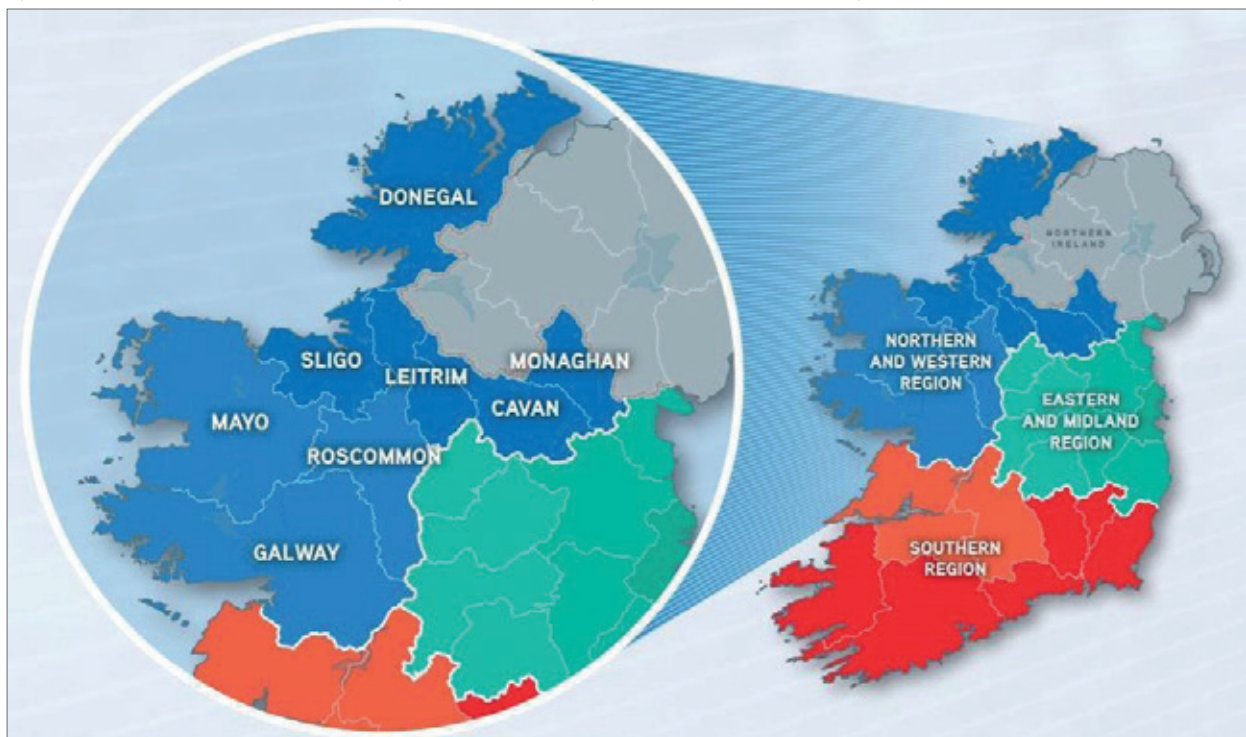 DONEGAL
SLIGO
LEITRIM
MONAGHAN
CAVAN
MAYO
ROSCOMMON
GALWAY
NORTHERN
IRELAND
NORTHERN
AND WESTERN
REGION
EASTERN
AND MIDLAND
REGION
SOUTHERN
REGION